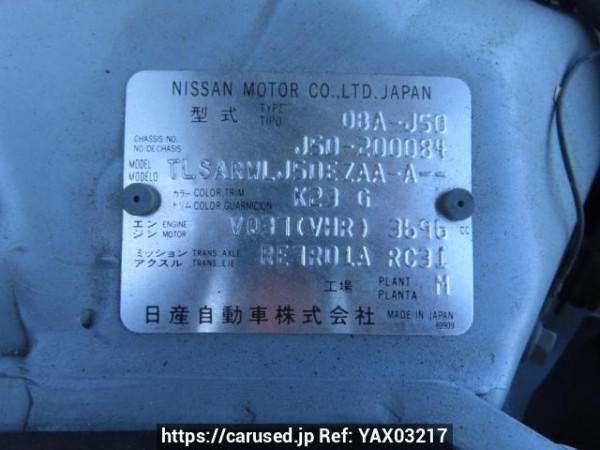 NISSAN MOTOR CO.,LTD. JAPAN
型式 TYPE TIPO DBA-J50
CHASSIS NO. NO.DE CHASIS J50-200084
MODEL MODELO TLSARWLJ50EZAA-A--
カラー COLOR,TRIM トリム COLOR, GUARNICION K23 G
エンジン ENGINE MOTOR VQ37(VHR) 3696 cc
ミッション アクスル TRANS. AXLE TRANS., EJE RE7R01A RC31
工場 PLANT PLANTA M
日産自動車株式会社 MADE IN JAPAN
89909
https://carused.jp Ref: YAX03217